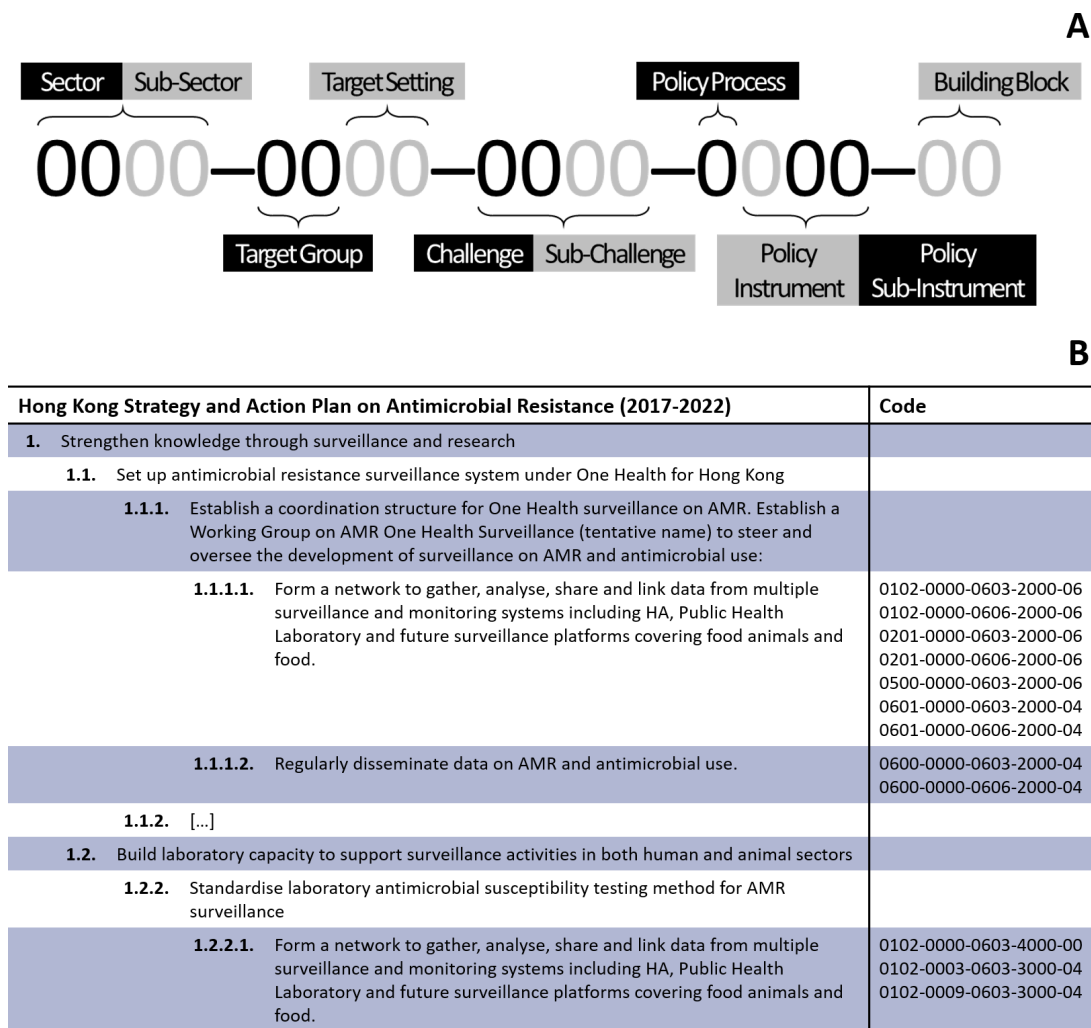 A
Sector Sub-Sector Target Setting Policy Process Building Block
0000–0000–0000–0000–00
Target Group Challenge Sub-Challenge Policy Instrument Policy Sub-Instrument
B
Hong Kong Strategy and Action Plan on Antimicrobial Resistance (2017-2022) Code
1. Strengthen knowledge through surveillance and research
1.1. Set up antimicrobial resistance surveillance system under One Health for Hong Kong
1.1.1. Establish a coordination structure for One Health surveillance on AMR. Establish a
Working Group on AMR One Health Surveillance (tentative name) to steer and
oversee the development of surveillance on AMR and antimicrobial use:
1.1.1.1. Form a network to gather, analyse, share and link data from multiple
surveillance and monitoring systems including HA, Public Health
Laboratory and future surveillance platforms covering food animals and
food.
0102-0000-0603-2000-06
0102-0000-0606-2000-06
0201-0000-0603-2000-06
0201-0000-0606-2000-06
0500-0000-0603-2000-06
0601-0000-0603-2000-04
0601-0000-0606-2000-04
1.1.1.2. Regularly disseminate data on AMR and antimicrobial use.
0600-0000-0603-2000-04
0600-0000-0606-2000-04
1.1.2. [...]
1.2. Build laboratory capacity to support surveillance activities in both human and animal sectors
1.2.2. Standardise laboratory antimicrobial susceptibility testing method for AMR
surveillance
1.2.2.1. Form a network to gather, analyse, share and link data from multiple
surveillance and monitoring systems including HA, Public Health
Laboratory and future surveillance platforms covering food animals and
food.
0102-0000-0603-4000-00
0102-0003-0603-3000-04
0102-0009-0603-3000-04